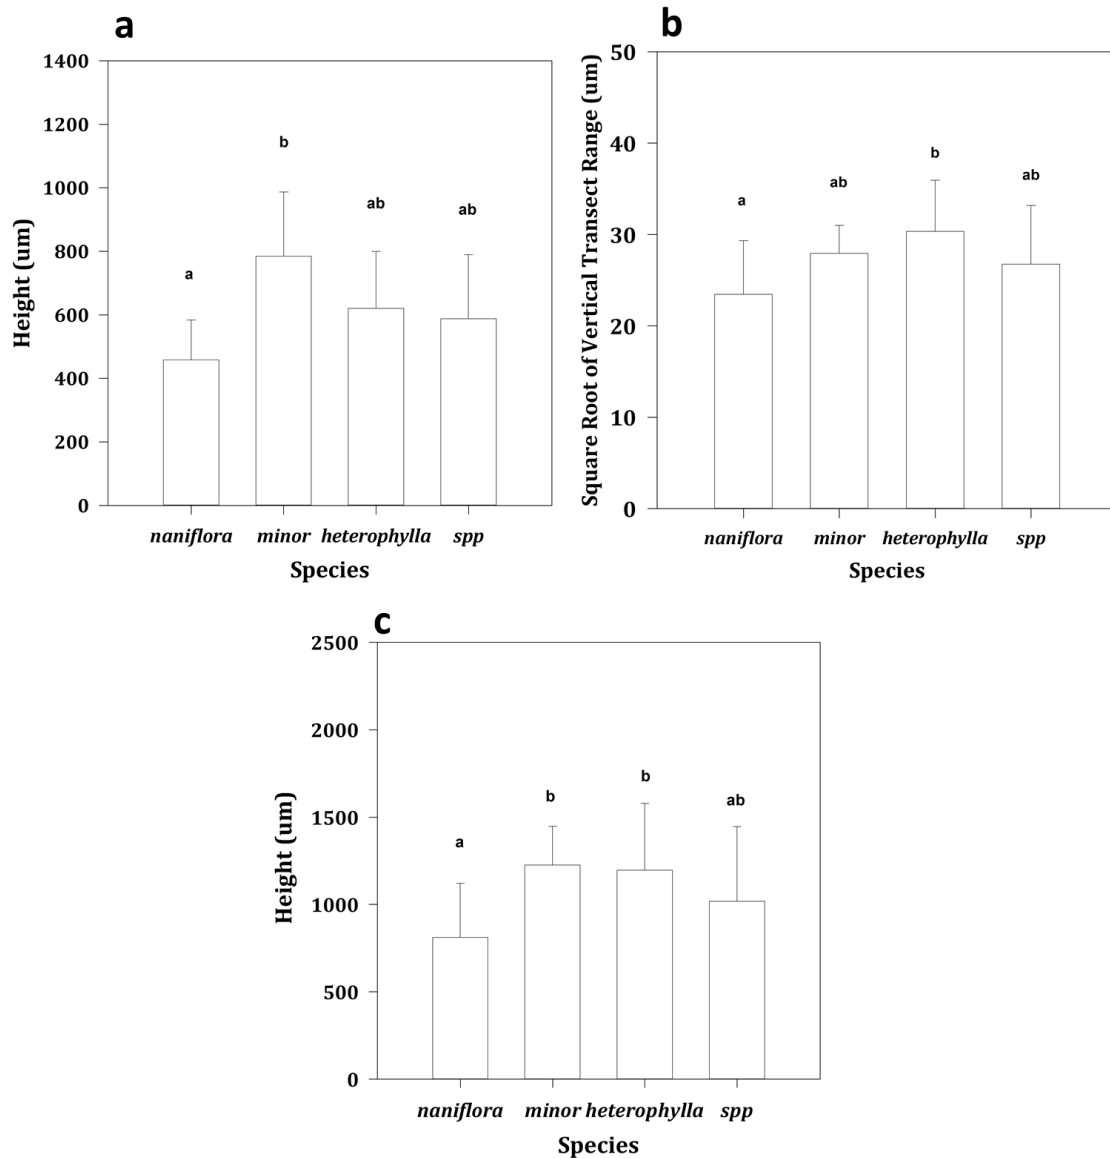 a
Height (um)
1400
1200
1000
800
600
400
200
0
a
b
ab
ab
naniflora minor heterophylla spp
Species
b
Square Root of Vertical Transect Range (um)
50
40
30
20
10
0
a
ab
b
ab
naniflora minor heterophylla spp
Species
c
Height (um)
2500
2000
1500
1000
500
0
a
b
b
ab
naniflora minor heterophylla spp
Species